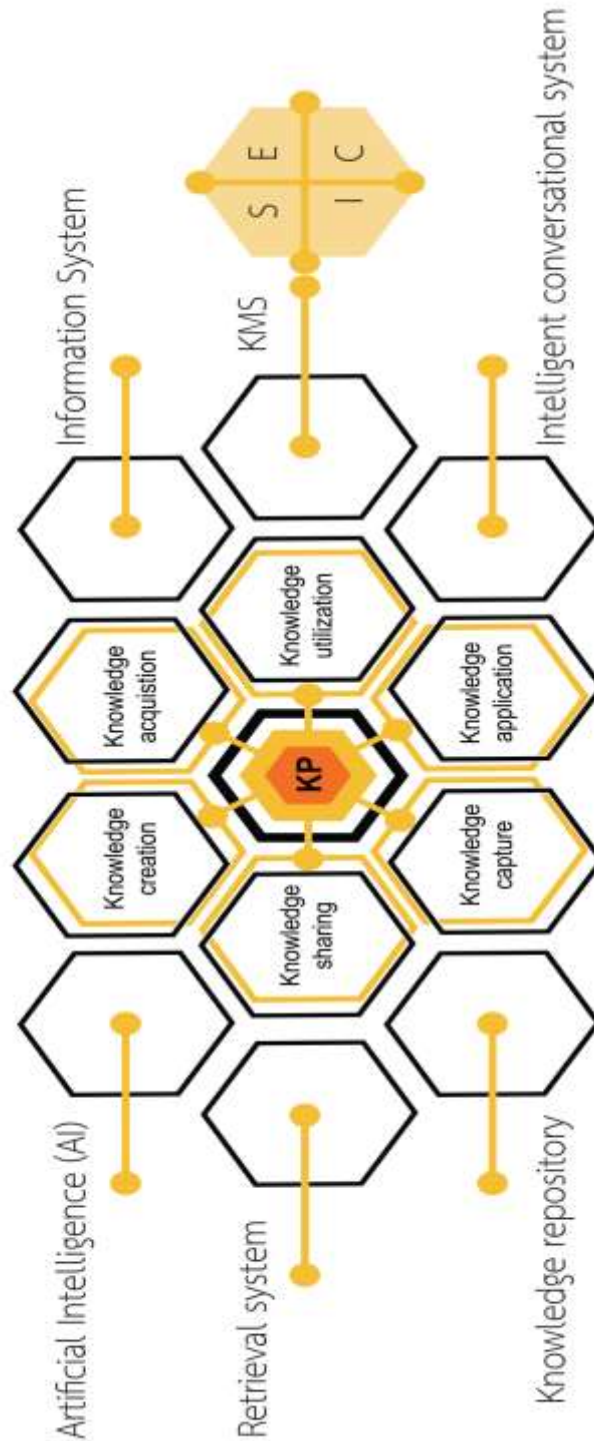 Artificial Intelligence (AI)
Information System
Knowledge
creation
Knowledge
acquistion
Retrieval system
Knowledge
sharing
KP
Knowledge
utilization
KMS
S
E
I
C
Knowledge
capture
Knowledge
application
Knowledge repository
Intelligent conversational system